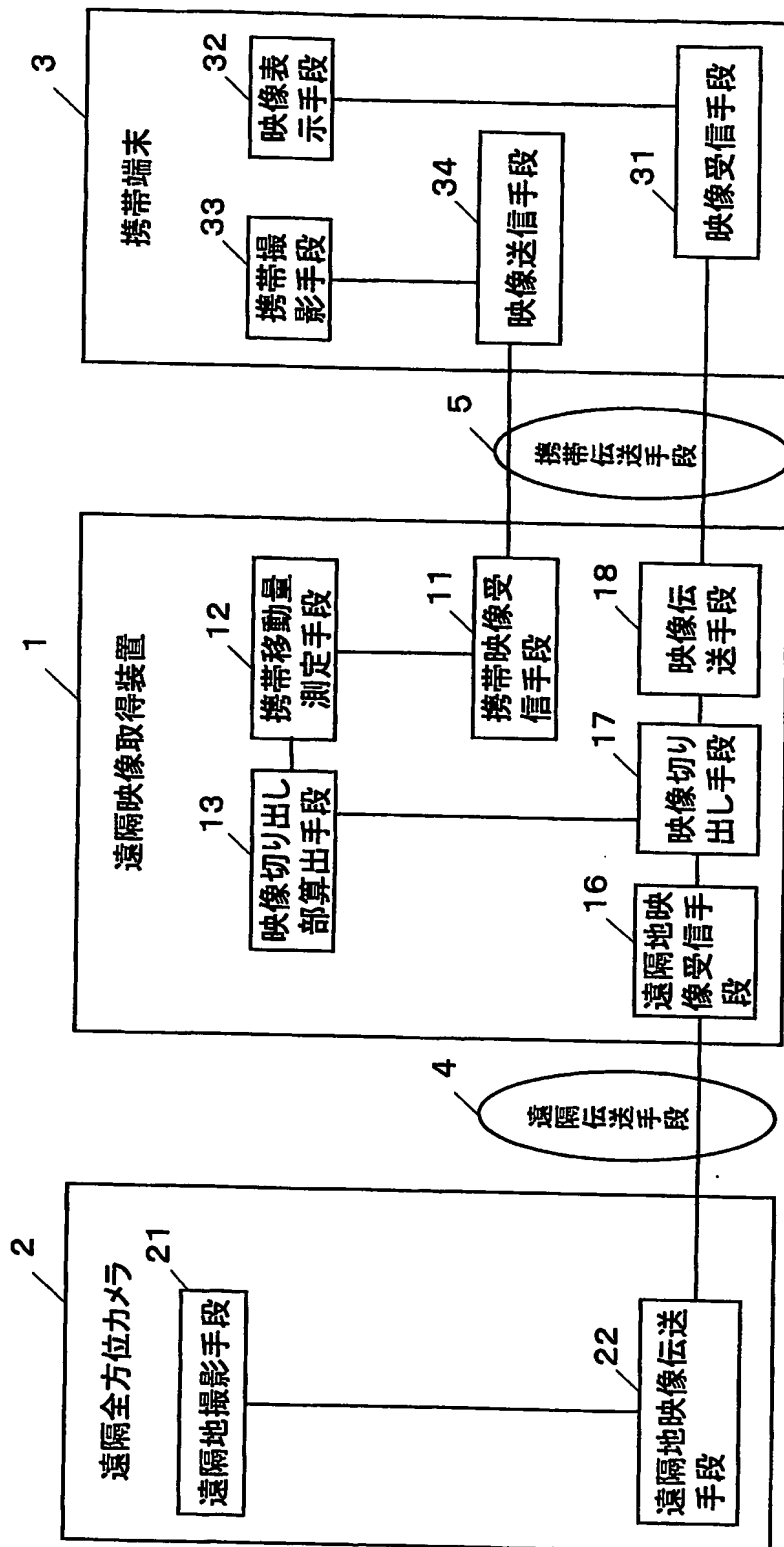 2
遠隔全方位カメラ
21
遠隔地撮影手段
22
遠隔地映像伝送
手段
4
遠隔伝送手段
1
遠隔映像取得装置
13
映像切り出し
部算出手段
12
携帯移動量
測定手段
11
携帯映像受
信手段
16
遠隔地映
像受信手
段
17
映像切り
出し手段
18
映像伝
送手段
5
携帯伝送手段
3
携帯端末
33
携帯撮
影手段
32
映像表
示手段
34
映像送信手段
31
映像受信手段